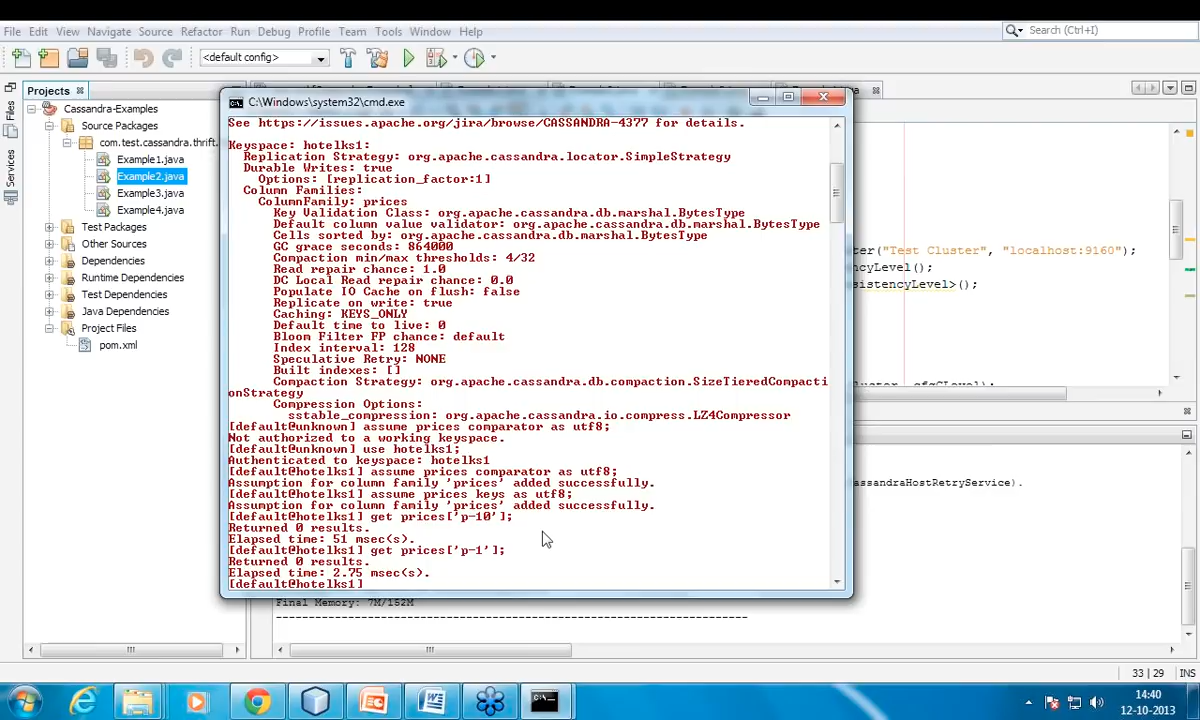 File Edit View Navigate Source Refactor Run Debug Profile Team Tools Window Help
Search (Ctrl+I)
<default config>
Projects
Files
Services
Cassandra-Examples
Source Packages
com.test.cassandra.thrift.
Example1.java
Example2.java
Example3.java
Example4.java
Test Packages
Other Sources
Dependencies
Runtime Dependencies
Test Dependencies
Java Dependencies
Project Files
pom.xml
C:\Windows\system32\cmd.exe
See https://issues.apache.org/jira/browse/CASSANDRA-4377 for details.
Keyspace: hotelks1:
Replication Strategy: org.apache.cassandra.locator.SimpleStrategy
Durable Writes: true
Options: [replication_factor:1]
Column Families:
ColumnFamily: prices
Key Validation Class: org.apache.cassandra.db.marshal.BytesType
Default column value validator: org.apache.cassandra.db.marshal.BytesType
Cells sorted by: org.apache.cassandra.db.marshal.BytesType
GC grace seconds: 864000
Compaction min/max thresholds: 4/32
Read repair chance: 1.0
DC Local Read repair chance: 0.0
Populate IO Cache on flush: false
Replicate on write: true
Caching: KEYS_ONLY
Default time to live: 0
Bloom Filter FP chance: default
Index interval: 128
Speculative Retry: NONE
Built indexes: []
Compaction Strategy: org.apache.cassandra.db.compaction.SizeTieredCompacti
onStrategy
Compression Options:
sstable_compression: org.apache.cassandra.io.compress.LZ4Compressor
[default@unknown] assume prices comparator as utf8;
Not authorized to a working keyspace.
[default@unknown] use hotelks1;
Authenticated to keyspace: hotelks1
[default@hotelks1] assume prices comparator as utf8;
Assumption for column family 'prices' added successfully.
[default@hotelks1] assume prices keys as utf8;
Assumption for column family 'prices' added successfully.
[default@hotelks1] get prices['p-10'];
Returned 0 results.
Elapsed time: 51 msec(s).
[default@hotelks1] get prices['p-1'];
Returned 0 results.
Elapsed time: 2.75 msec(s).
[default@hotelks1]
ter("Test Cluster", "localhost:9160");
ncyLevel();
sistencyLevel>();
cluster, cfgCLevel);
assandraHostRetryService).
Final Memory: 7M/152M
------------------------------------------------------------------------
33 | 29 INS
14:40
12-10-2013